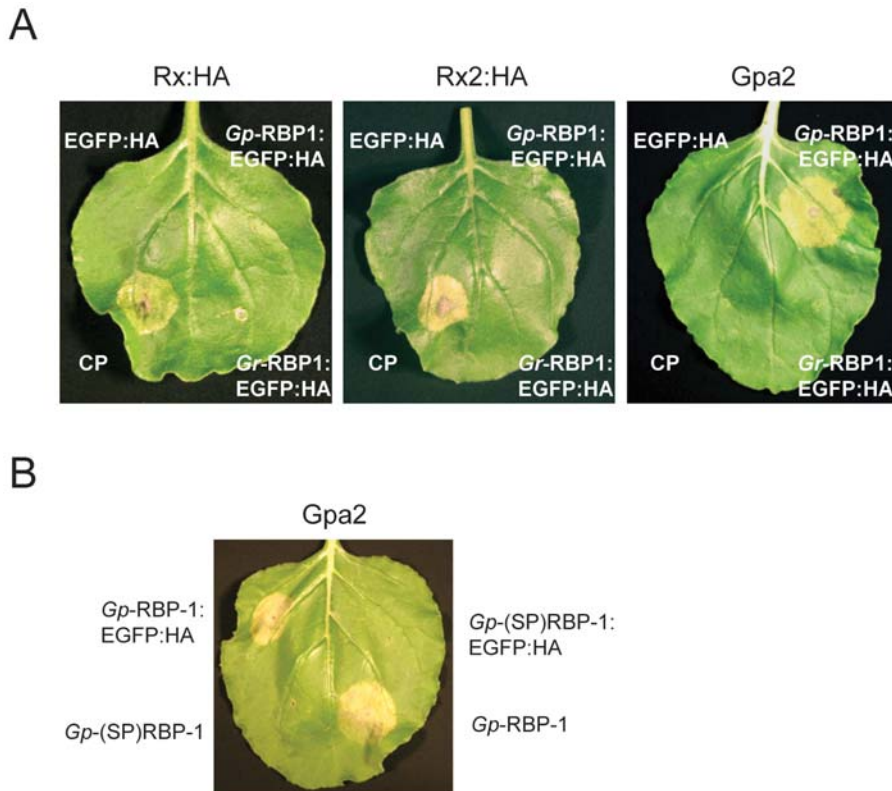 A
Rx:HA
Rx2:HA
Gpa2
EGFP:HA
Gp-RBP1:
EGFP:HA
CP
Gr-RBP1:
EGFP:HA
EGFP:HA
Gp-RBP1:
EGFP:HA
CP
Gr-RBP1:
EGFP:HA
EGFP:HA
Gp-RBP1:
EGFP:HA
CP
Gr-RBP1:
EGFP:HA
B
Gpa2
Gp-RBP-1:
EGFP:HA
Gp-(SP)RBP-1:
EGFP:HA
Gp-(SP)RBP-1
Gp-RBP-1